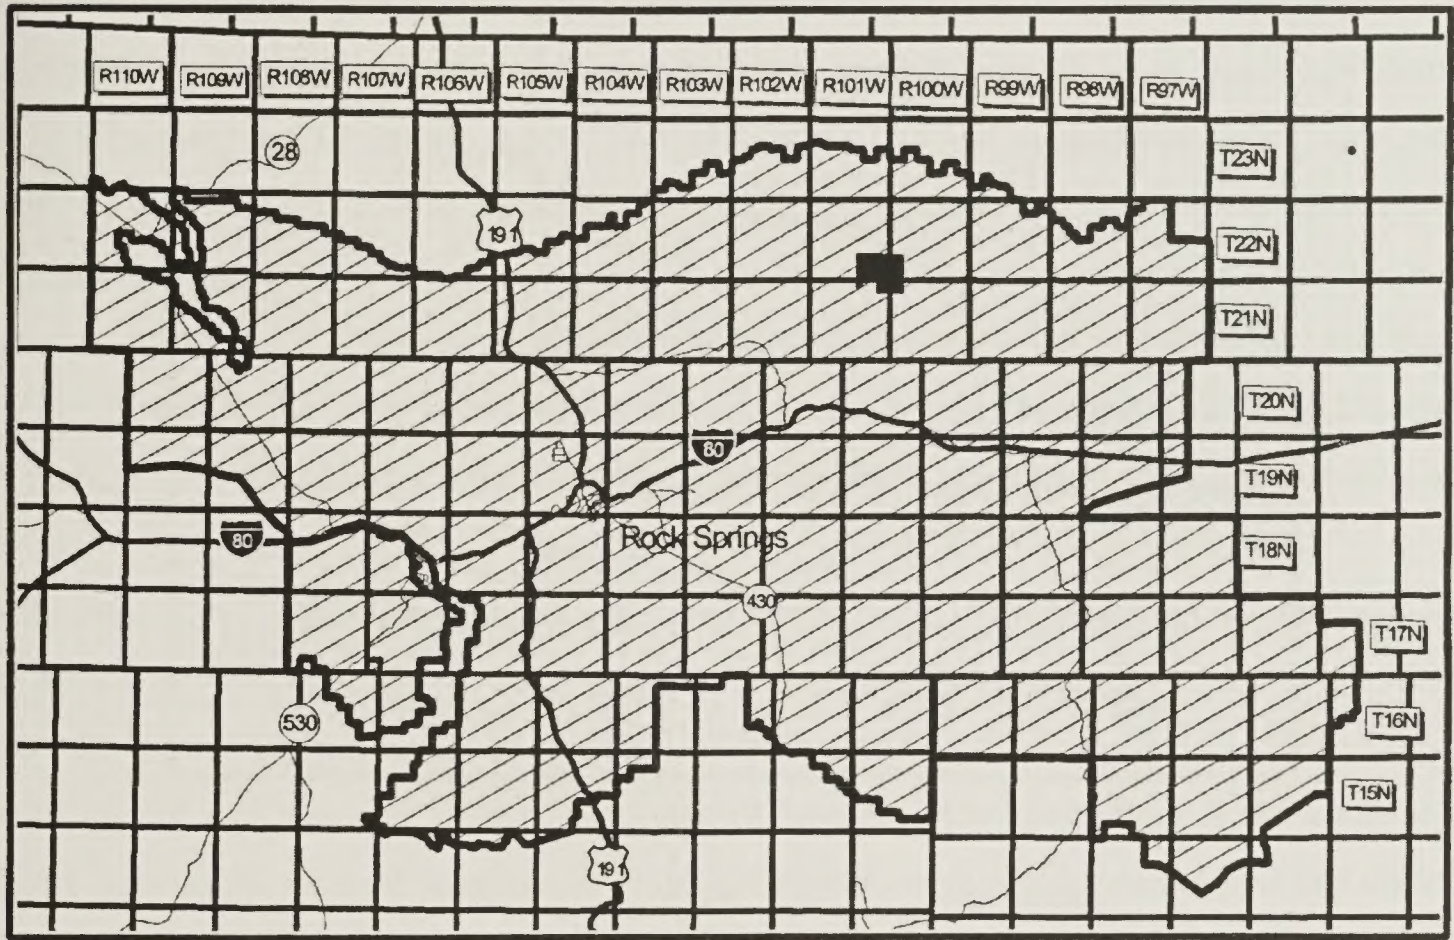 R110W R109W R108W R107W R106W R105W R104W R103W R102W R101W R100W R99W R98W R97W
28
T23N
191
T22N
T21N
T20N
80
T19N
80
Rock Springs
T18N
430
T17N
530
T16N
T15N
191